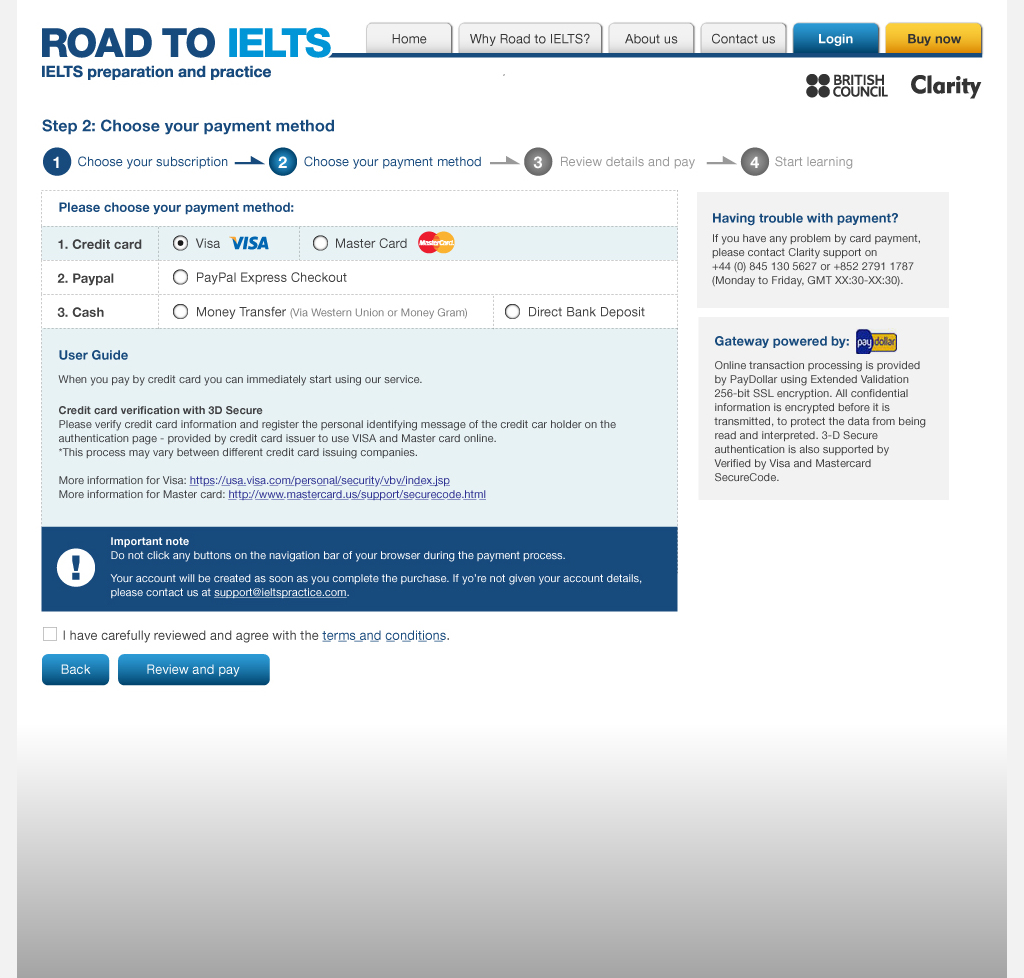 ROAD TO IELTS
IELTS preparation and practice
Home
Why Road to IELTS?
About us
Contact us
Login
Buy now
BRITISH
COUNCIL
Clarity
Step 2: Choose your payment method
1 Choose your subscription
2 Choose your payment method
3 Review details and pay
4 Start learning
Please choose your payment method:
1. Credit card
Visa VISA
Master Card MasterCard
2. Paypal
PayPal Express Checkout
3. Cash
Money Transfer (Via Western Union or Money Gram)
Direct Bank Deposit
User Guide
When you pay by credit card you can immediately start using our service.
Credit card verification with 3D Secure
Please verify credit card information and register the personal identifying message of the credit car holder on the
authentication page - provided by credit card issuer to use VISA and Master card online.
*This process may vary between different credit card issuing companies.
More information for Visa: https://usa.visa.com/personal/security/vbv/index.jsp
More information for Master card: http://www.mastercard.us/support/securecode.html
!
Important note
Do not click any buttons on the navigation bar of your browser during the payment process.
Your account will be created as soon as you complete the purchase. If yo're not given your account details,
please contact us at support@ieltspractice.com.
I have carefully reviewed and agree with the terms and conditions.
Back
Review and pay
Having trouble with payment?
If you have any problem by card payment,
please contact Clarity support on
+44 (0) 845 130 5627 or +852 2791 1787
(Monday to Friday, GMT XX:30-XX:30).
Gateway powered by: pay dollar
Online transaction processing is provided
by PayDollar using Extended Validation
256-bit SSL encryption. All confidential
information is encrypted before it is
transmitted, to protect the data from being
read and interpreted. 3-D Secure
authentication is also supported by
Verified by Visa and Mastercard
SecureCode.